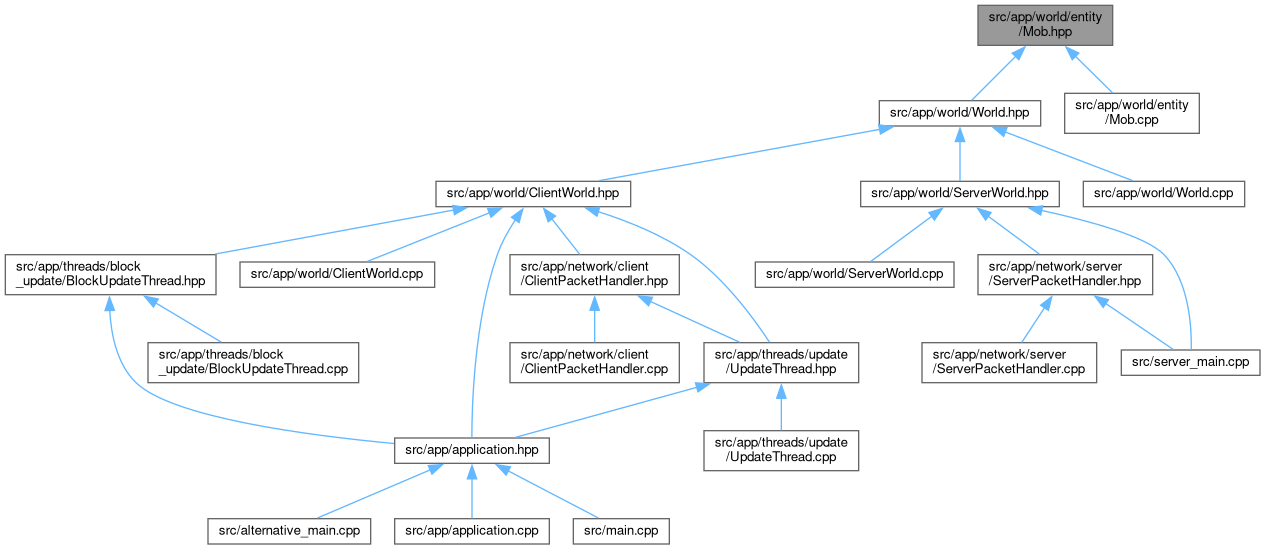 src/app/world/entity
/Mob.hpp
src/app/world/World.hpp
src/app/world/entity
/Mob.cpp
src/app/world/ClientWorld.hpp
src/app/world/ServerWorld.hpp
src/app/world/World.cpp
src/app/threads/block
_update/BlockUpdateThread.hpp
src/app/world/ClientWorld.cpp
src/app/network/client
/ClientPacketHandler.hpp
src/app/world/ServerWorld.cpp
src/app/network/server
/ServerPacketHandler.hpp
src/app/threads/block
_update/BlockUpdateThread.cpp
src/app/network/client
/ClientPacketHandler.cpp
src/app/threads/update
/UpdateThread.hpp
src/app/network/server
/ServerPacketHandler.cpp
src/server_main.cpp
src/app/application.hpp
src/app/threads/update
/UpdateThread.cpp
src/alternative_main.cpp
src/app/application.cpp
src/main.cpp